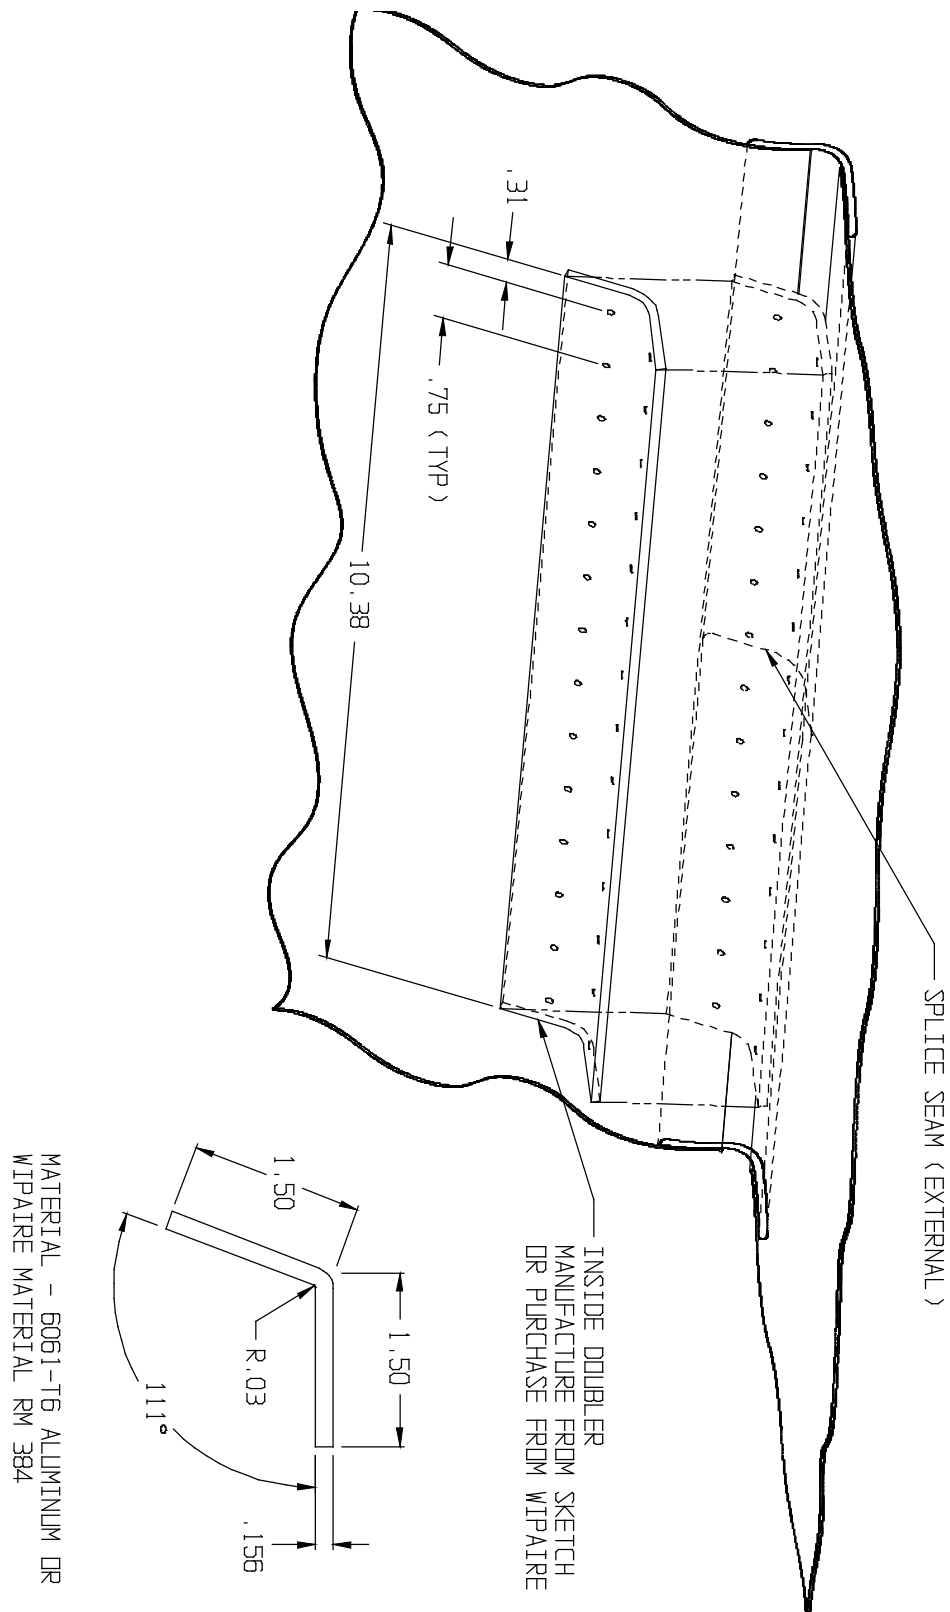 SPLICE SEAM (EXTERNAL)
INSIDE DOUBLER
MANUFACTURE FROM SKETCH
OR PURCHASE FROM WIPAIRE
.31
.75 (TYP)
10.38
1.50
1.50
R.03
111°
.156
MATERIAL - 6061-T6 ALUMINUM OR
WIPAIRE MATERIAL RM 384